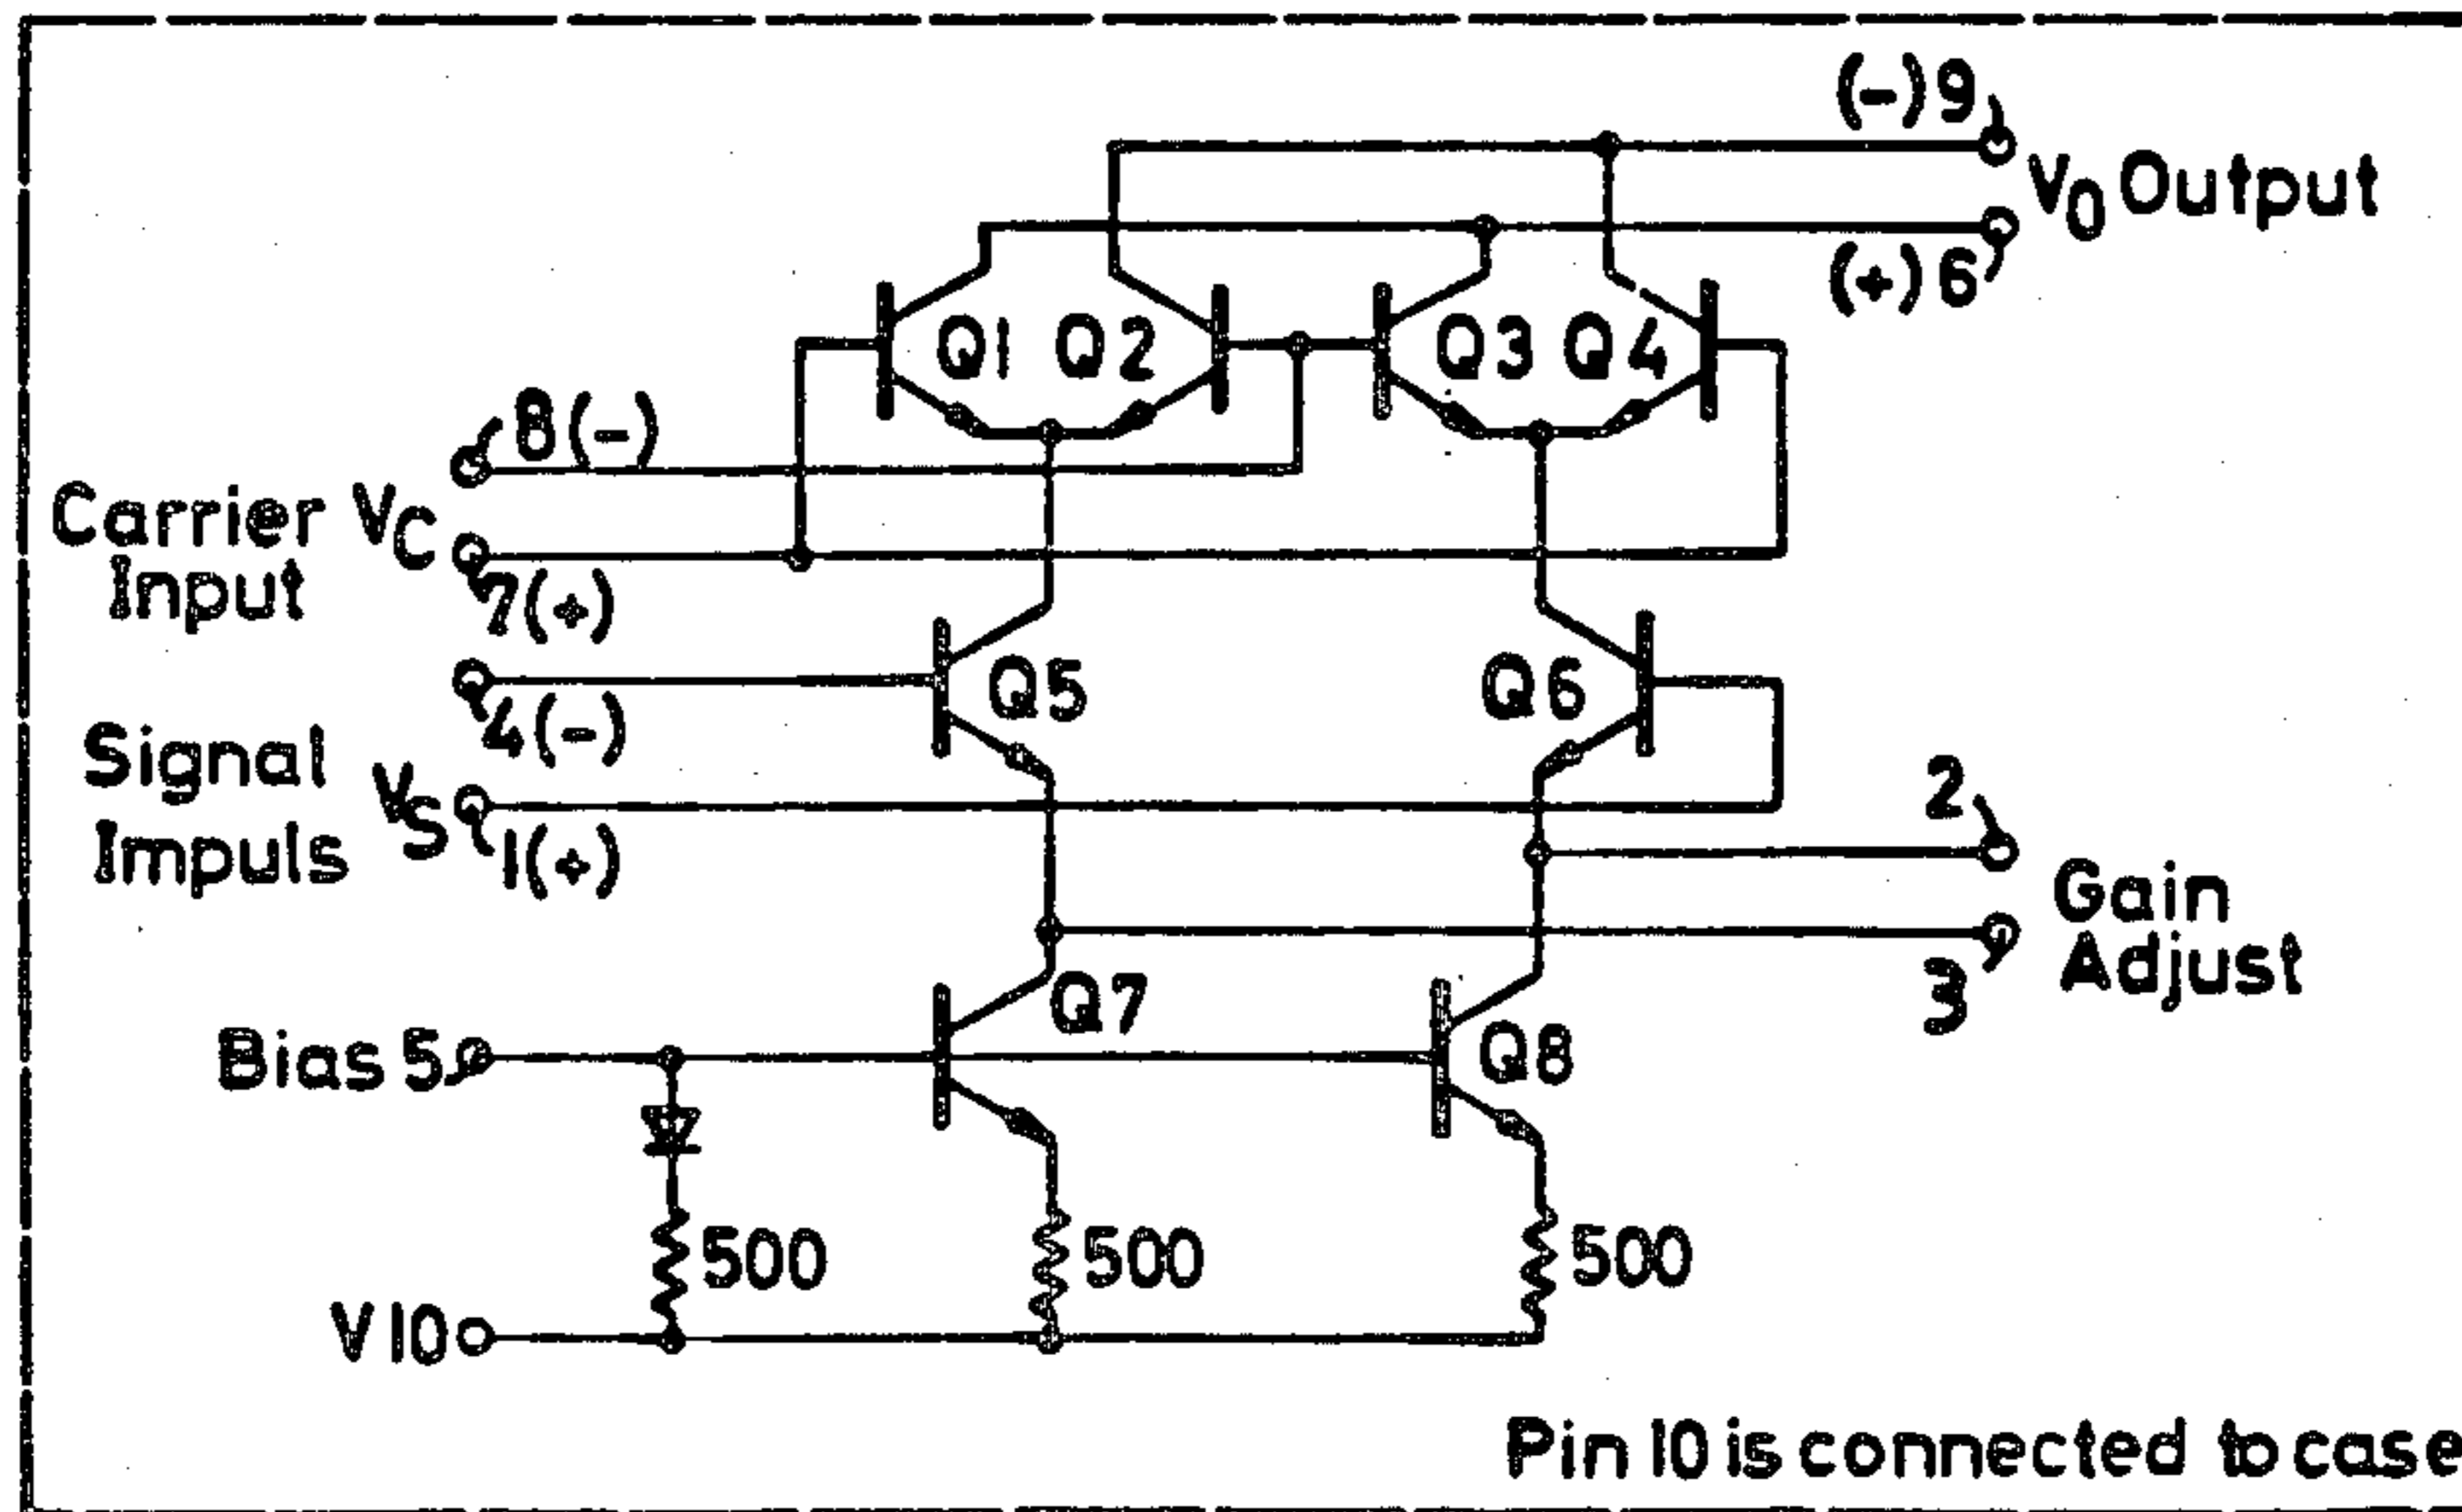 (-)9
V0 Output
(+)6
Q1 Q2 Q3 Q4
8(-)
Carrier VC
Input
7(+)
Q5 Q6
4(-)
Signal VS
Impuls
1(+)
2
Gain
Adjust
3
Q7
Bias 5
Q8
500 500 500
V10
Pin 10 is connected to case